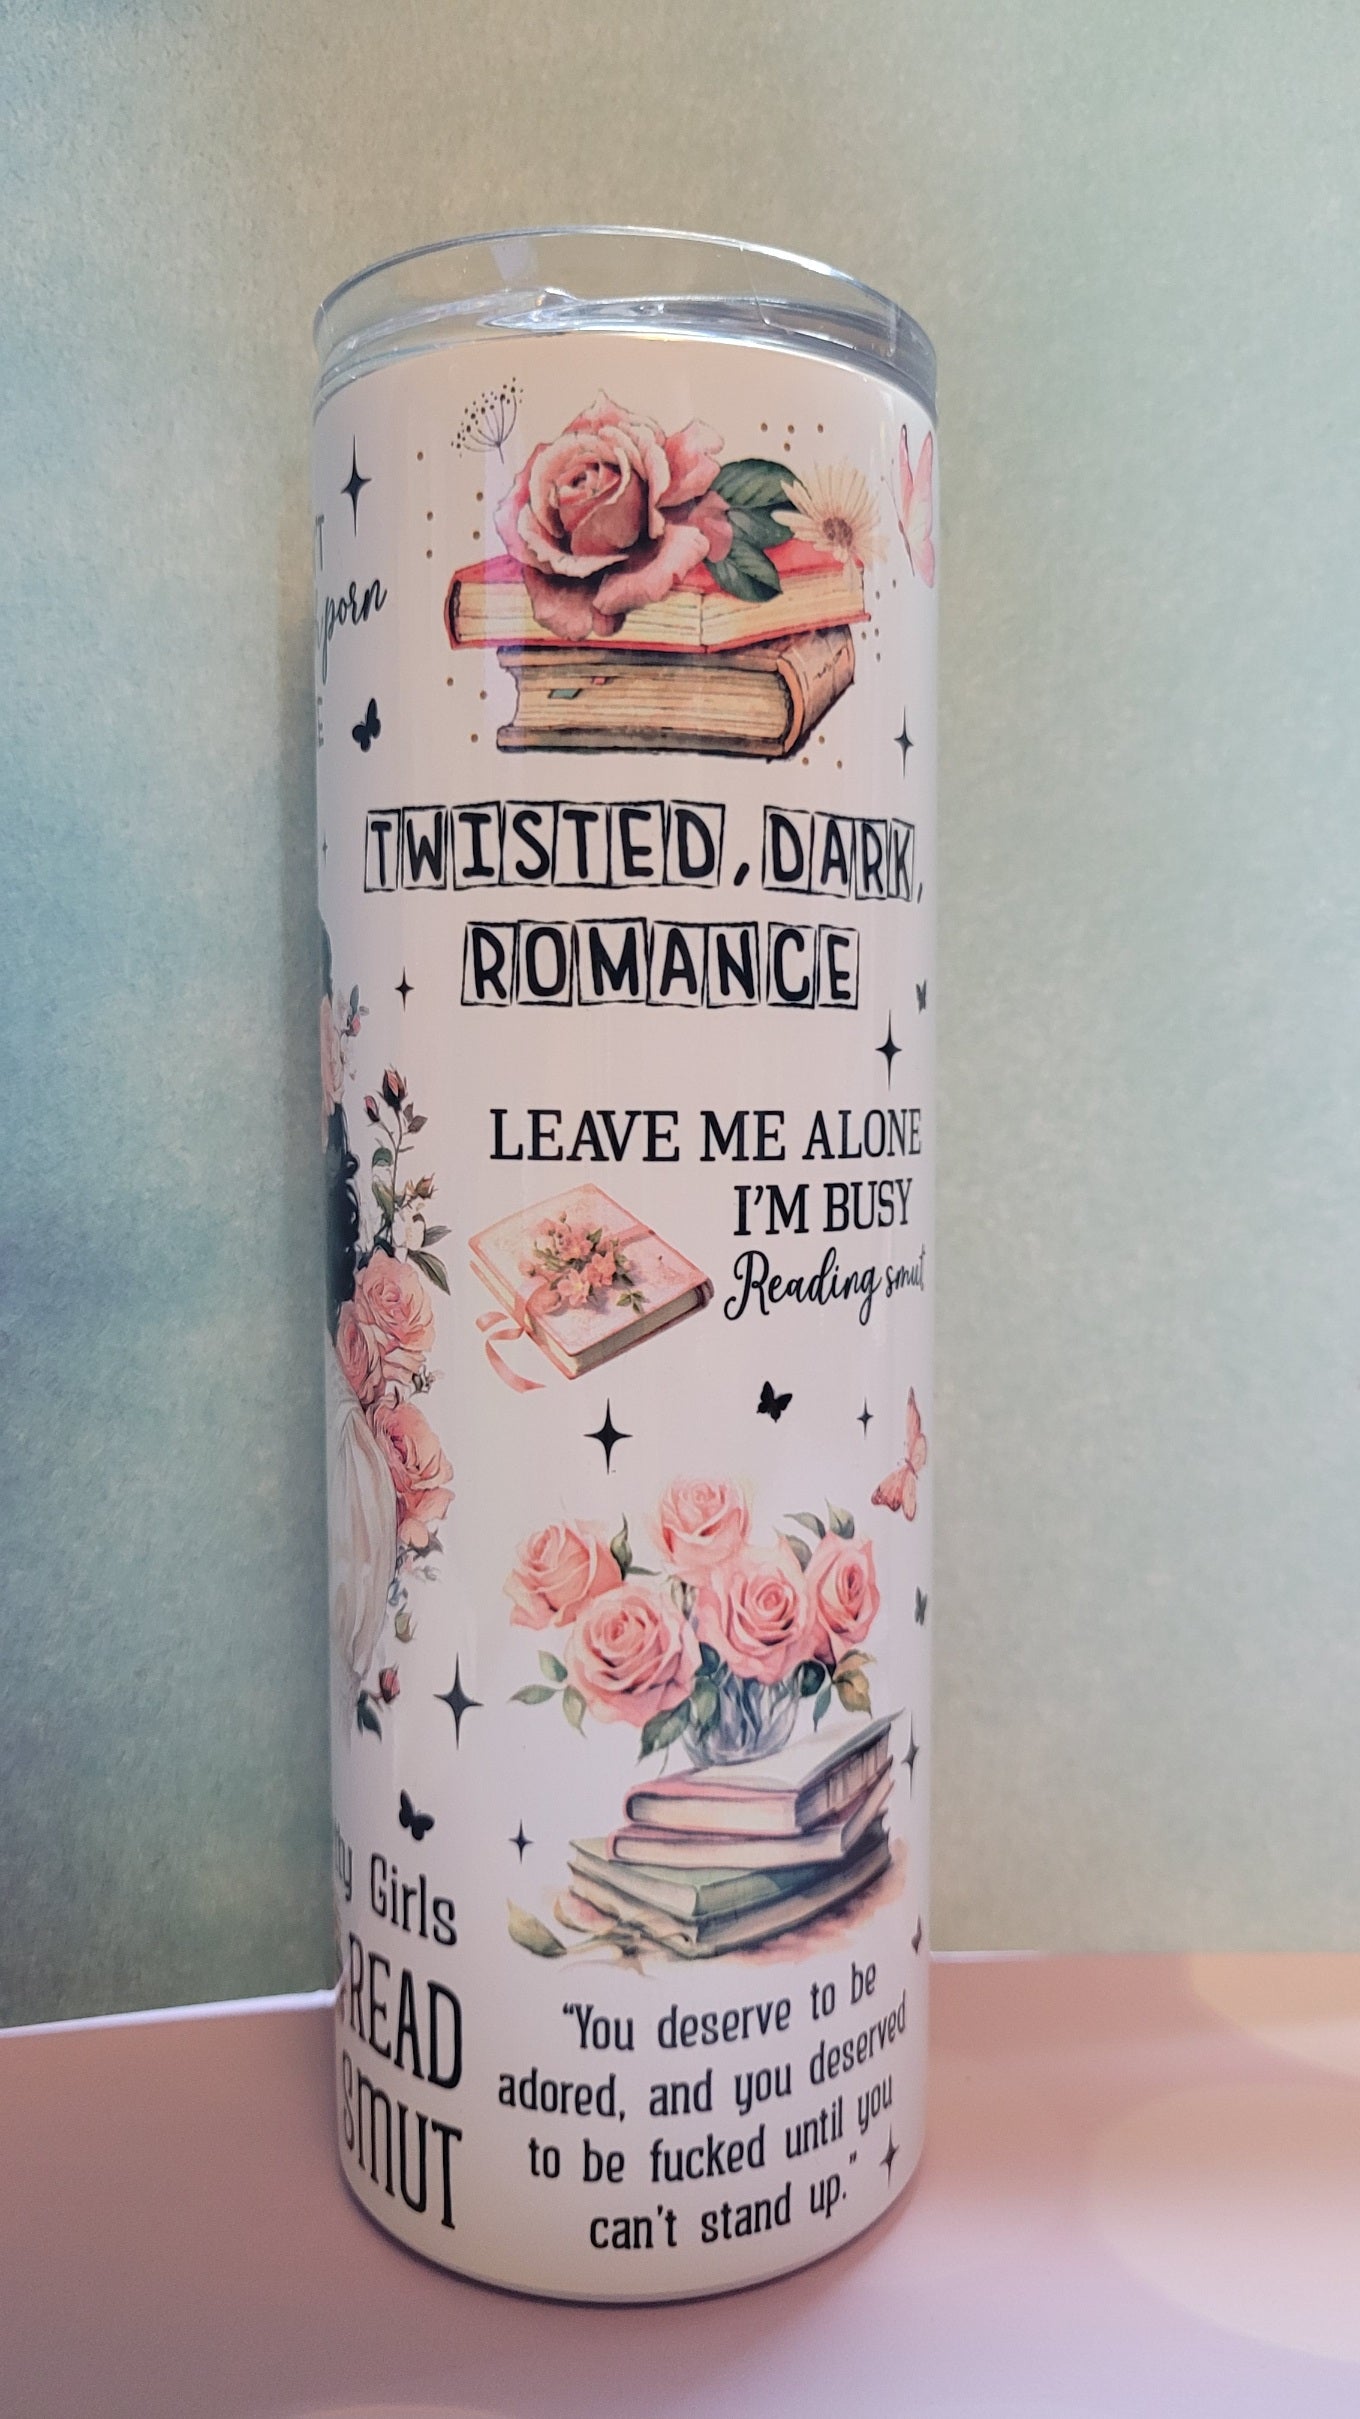 porn
TWISTED, DARK,
ROMANCE
LEAVE ME ALONE
I'M BUSY
Reading smut
Girls
READ
SMUT
“You deserve to be
adored, and you deserved
to be fucked until you
can't stand up.”